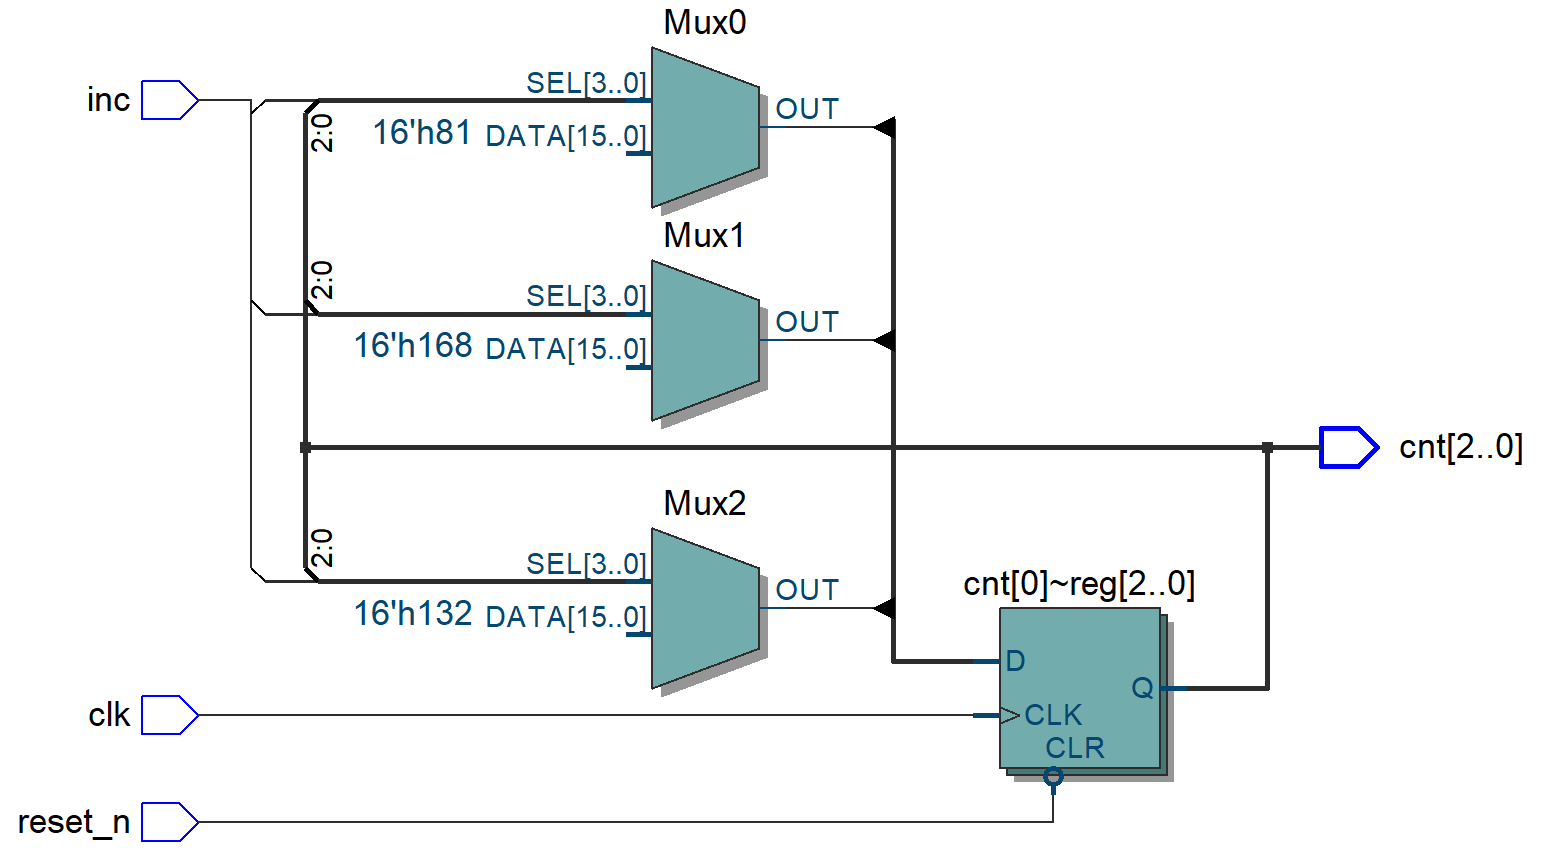 Mux0
inc
SEL[3..0]
OUT
2:0
16'h81 DATA[15..0]
Mux1
2:0
SEL[3..0]
OUT
16'h168 DATA[15..0]
cnt[2..0]
Mux2
2:0
SEL[3..0]
OUT
cnt[0]~reg[2..0]
16'h132 DATA[15..0]
D
Q
clk
CLK
CLR
reset_n